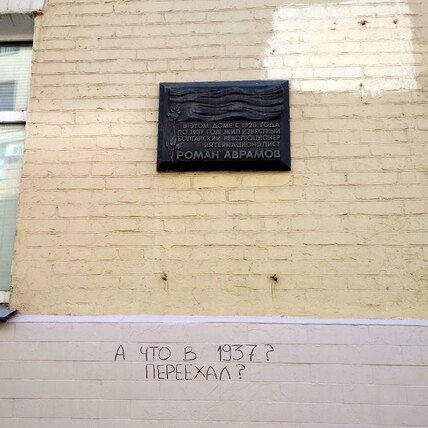 В ЭТОМ ДОМЕ С 1928 ГОДА
ПО 1937 ГОД ЖИЛ ИЗВЕСТНЫЙ
БОЛГАРСКИЙ РЕВОЛЮЦИОНЕР
ИНТЕРНАЦИОНАЛИСТ
РОМАН АВРАМОВ
А ЧТО В 1937?
ПЕРЕЕХАЛ?